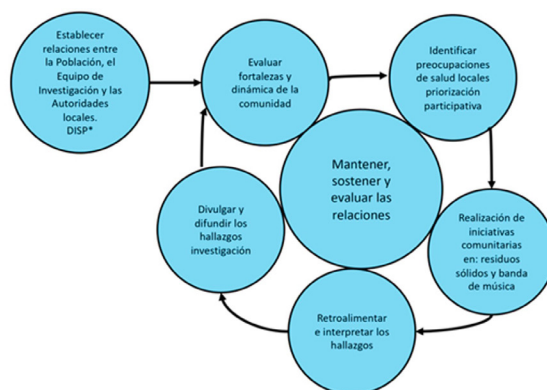 Establecer
relaciones entre
la Población, el
Equipo de
Investigación y las
Autoridades
locales.
DISP*
Evaluar
fortalezas y
dinámica de la
comunidad
Identificar
preocupaciones
de salud locales
priorización
participativa
Mantener,
sostener y
evaluar las
relaciones
Realización de
iniciativas
comunitarias
en: residuos
sólidos y banda
de música
Retroalimentar
e interpretar los
hallazgos
Divulgar y
difundir los
hallazgos
investigación